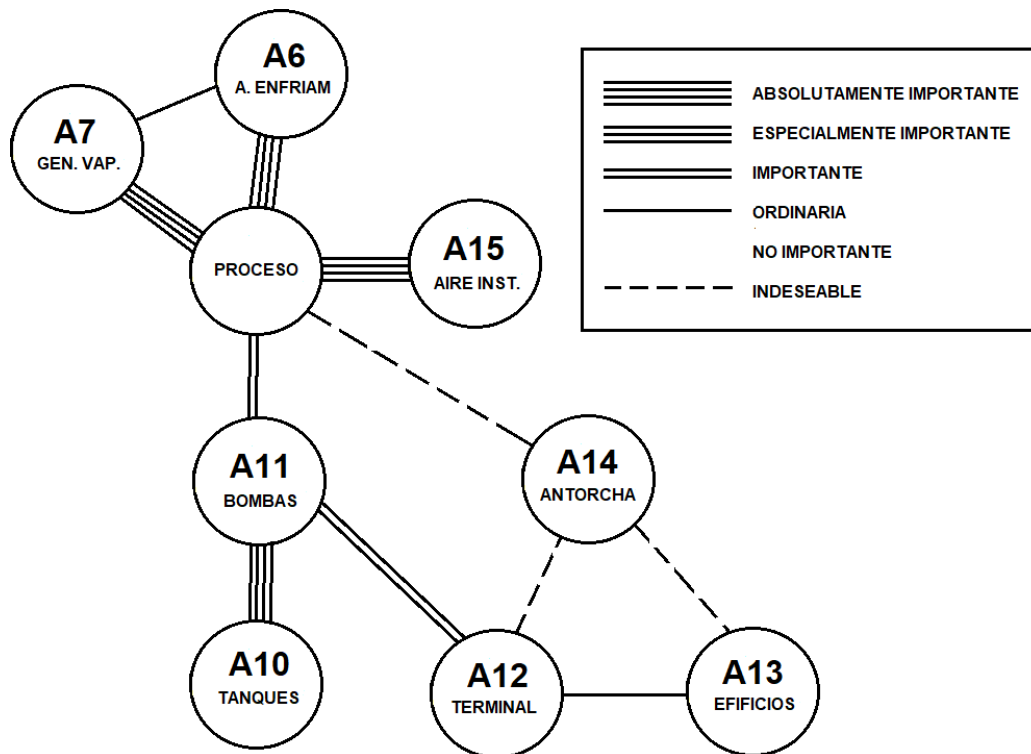 A6
A. ENFRIAM
A7
GEN. VAP.
PROCESO
A15
AIRE INST.
A11
BOMBAS
A14
ANTORCHA
A10
TANQUES
A12
TERMINAL
A13
EFIFICIOS
ABSOLUTAMENTE IMPORTANTE
ESPECIALMENTE IMPORTANTE
IMPORTANTE
ORDINARIA
NO IMPORTANTE
INDESEABLE